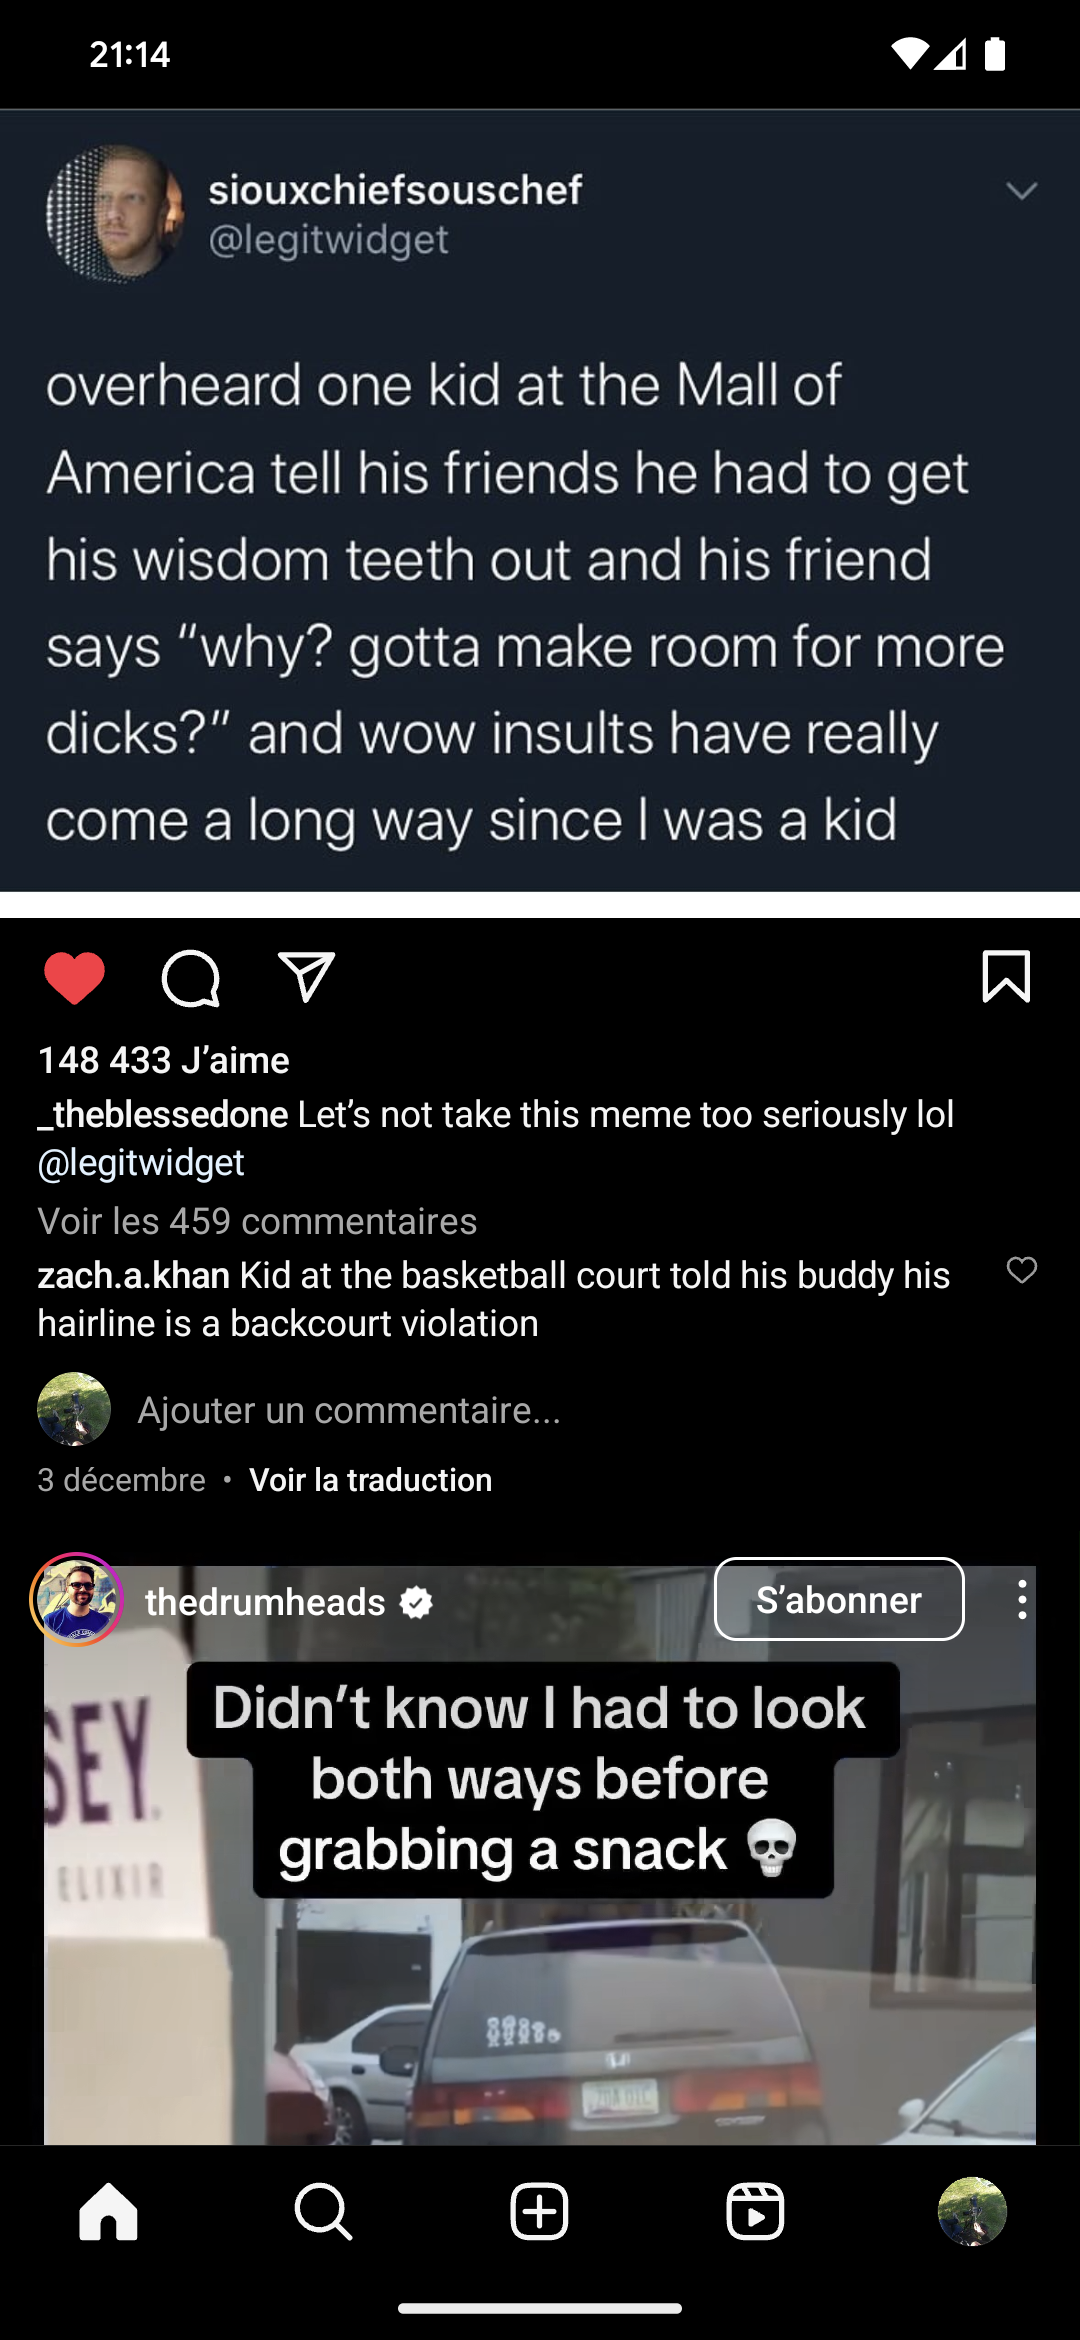 21:14
siouxchiefsouschef
@legitwidget
overheard one kid at the Mall of
America tell his friends he had to get
his wisdom teeth out and his friend
says “why? gotta make room for more
dicks?” and wow insults have really
come a long way since I was a kid
148 433 J’aime
_theblessedone Let’s not take this meme too seriously lol
@legitwidget
Voir les 459 commentaires
zach.a.khan Kid at the basketball court told his buddy his
hairline is a backcourt violation
Ajouter un commentaire...
3 décembre • Voir la traduction
thedrumheads
S’abonner
Didn’t know I had to look
both ways before
grabbing a snack 💀
SEY.
ELIXIR